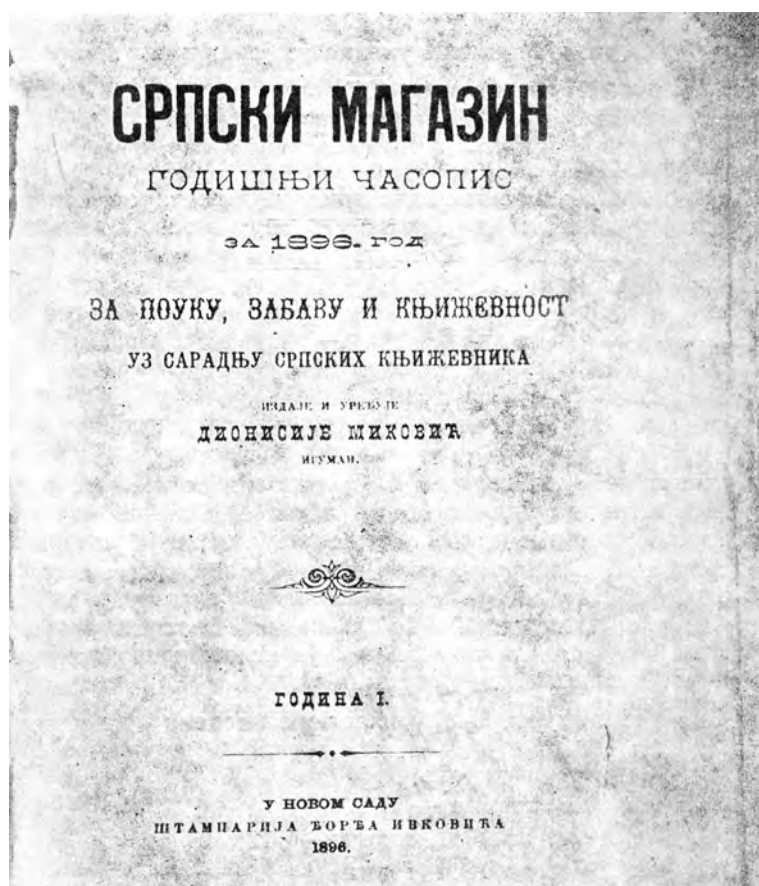 СРПСКИ МАГАЗИН
ГОДИШЊИ ЧАСОПИС
ЗА 1896. ГОД
ЗА ПОУКУ, ЗАБАВУ И КЊИЖЕВНОСТ
УЗ САРАДЊУ СРПСКИХ КЊИЖЕВНИКА
ИЗДАЈЕ И УРЕЂУЈЕ
ДИОНИСИЈЕ МИКОВИЋ
ИГУМАН.
ГОДИНА I.
У НОВОМ САДУ
ШТАМПАРИЈА ЂОРЂА ИВКОВИЋА
1896.